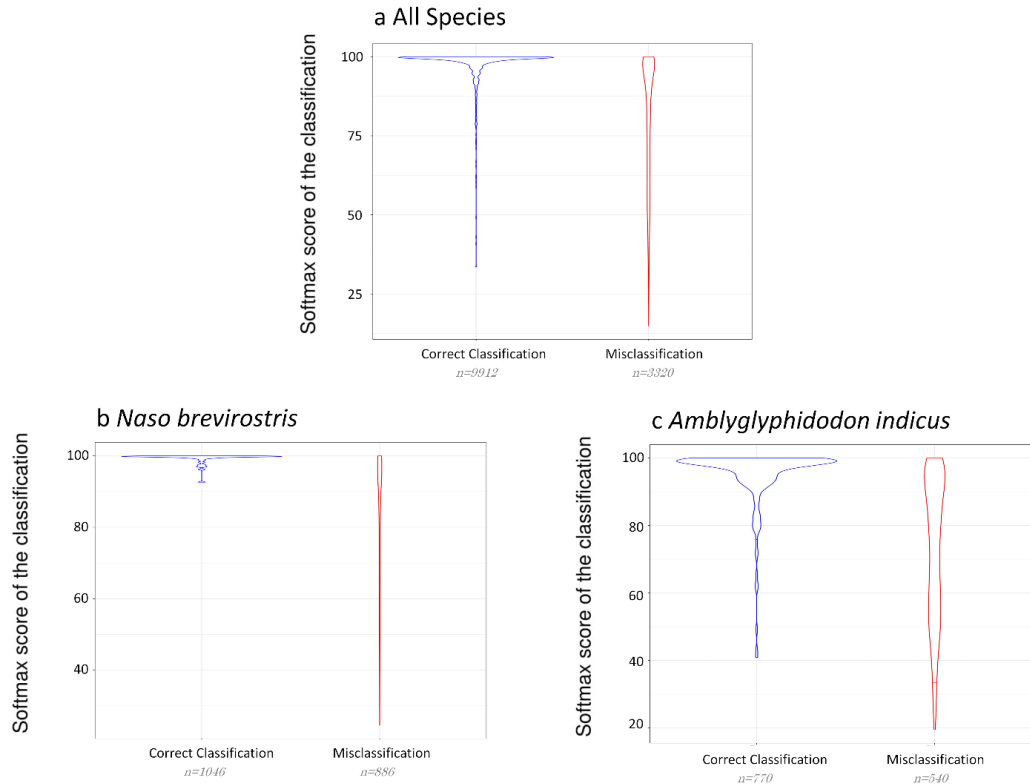 a All Species
Softmax score of the classification
100
75
50
25
Correct Classification
Misclassification
n=9912
n=3320
b Naso brevirostris
Softmax score of the classification
100
80
60
40
Correct Classification
Misclassification
n=1046
n=886
c Amblyglyphidodon indicus
Softmax score of the classification
100
80
60
40
20
Correct Classification
Misclassification
n=770
n=540